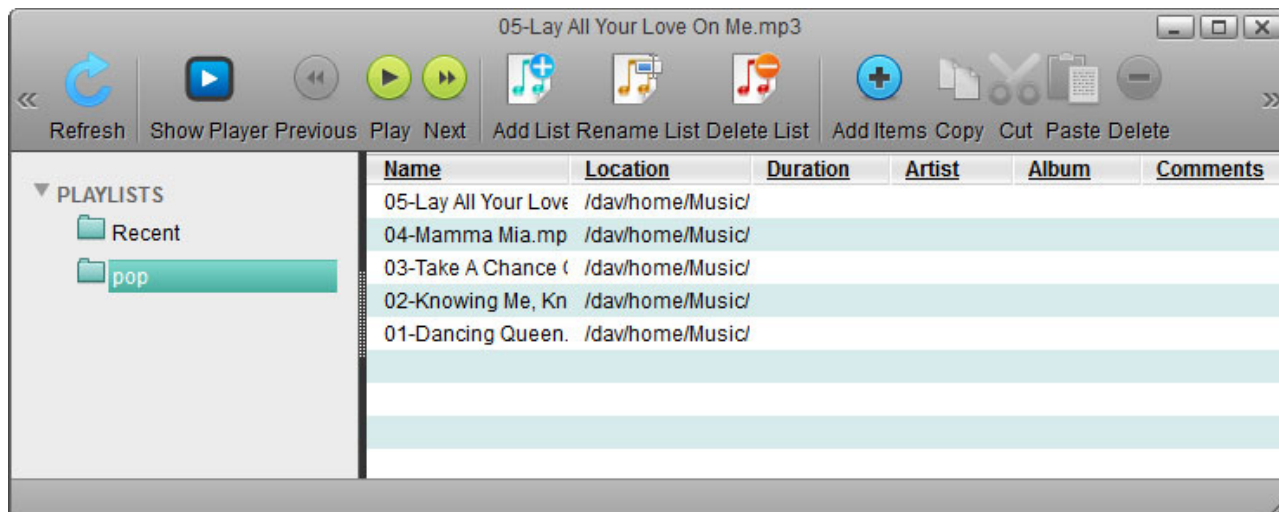 05-Lay All Your Love On Me.mp3
Refresh Show Player Previous Play Next Add List Rename List Delete List Add Items Copy Cut Paste Delete
Name Location Duration Artist Album Comments
PLAYLISTS
Recent
pop
05-Lay All Your Love /dav/home/Music/
04-Mamma Mia.mp /dav/home/Music/
03-Take A Chance ( /dav/home/Music/
02-Knowing Me, Kn /dav/home/Music/
01-Dancing Queen. /dav/home/Music/